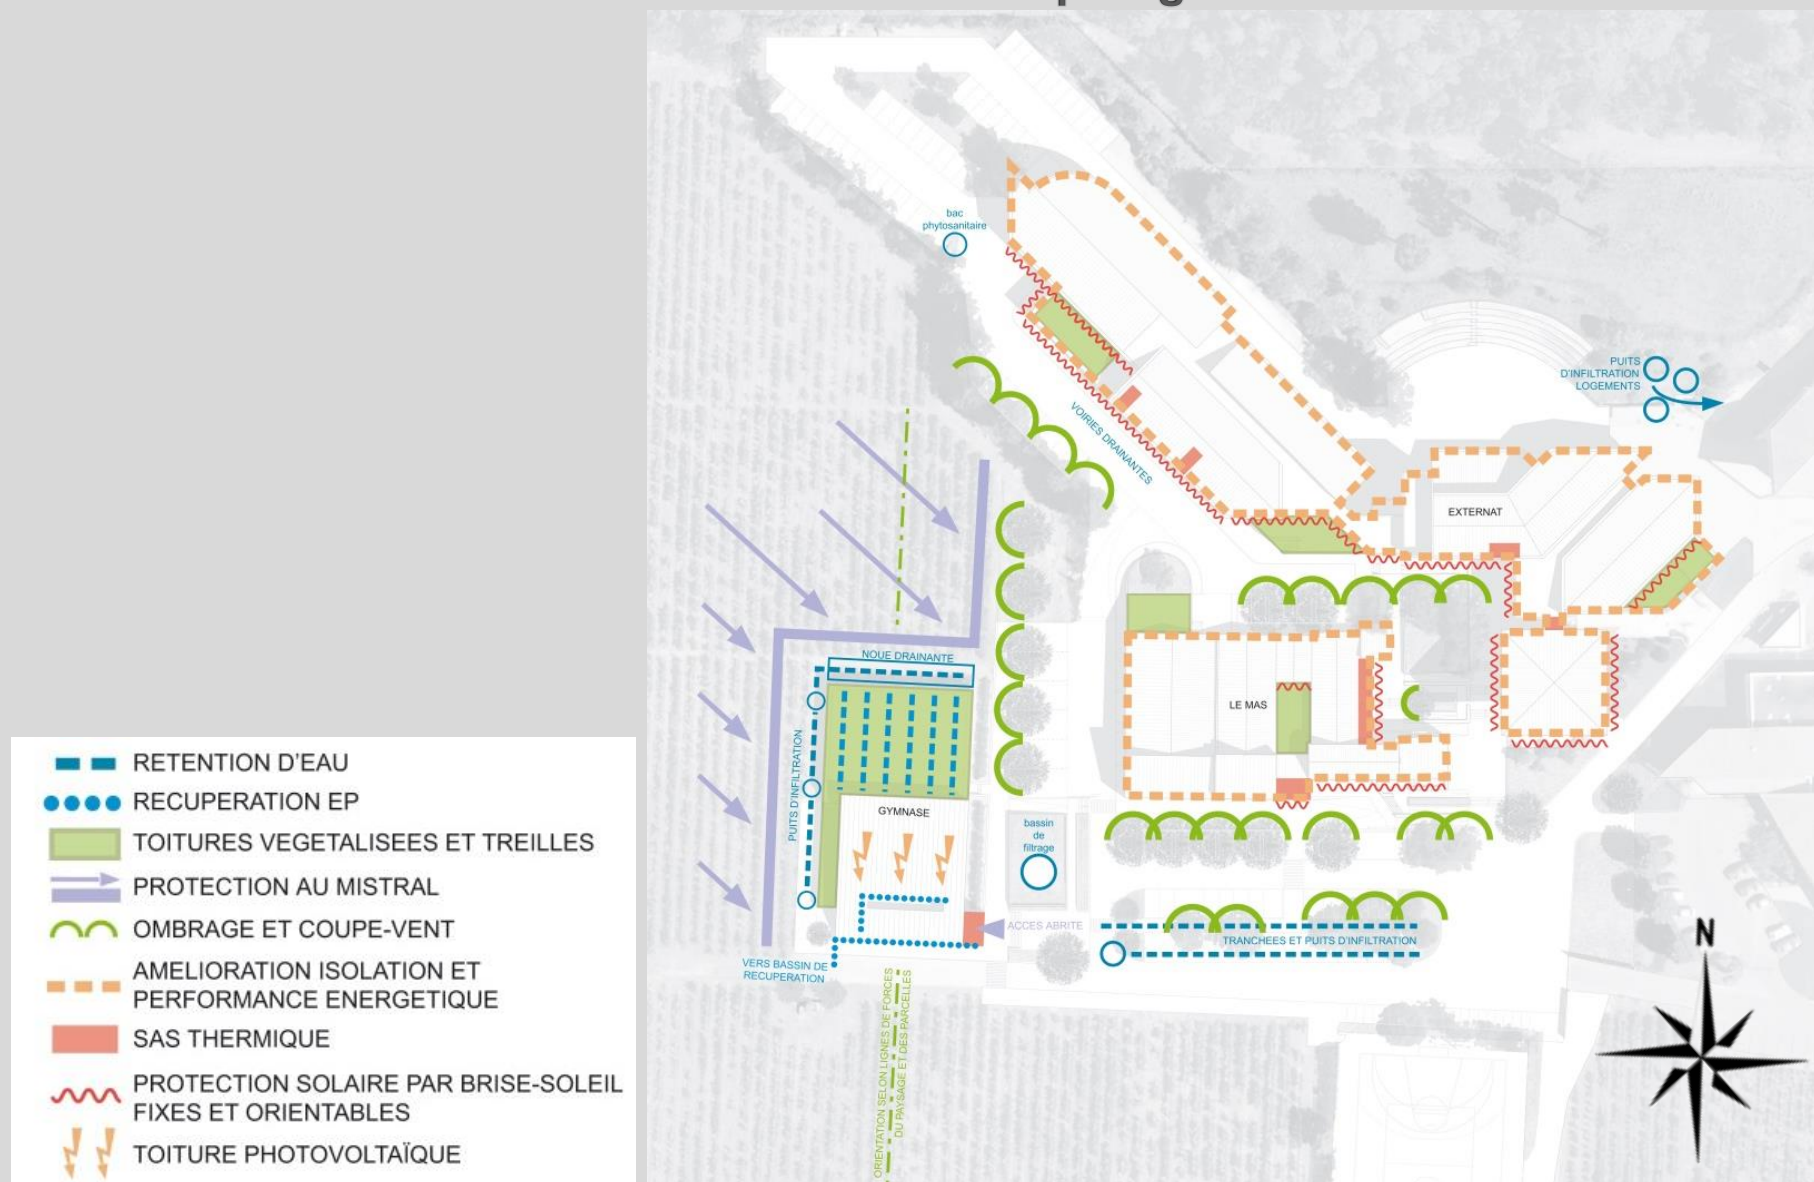 bac
phytosanitaire
PUITS
D'INFILTRATION
LOGEMENTS
VOIRIES DRAINANTES
EXTERNAT
NOUE DRAINANTE
LE MAS
PUITS D'INFILTRATION
GYMNASE
bassin
de
filtrage
ACCES ABRITE
TRANCHEES ET PUITS D'INFILTRATION
VERS BASSIN DE
RECUPERATION
ORIENTATION SELON LIGNES DE FORCES
DU PAYSAGE ET DES PARCELLES
N
RETENTION D'EAU
RECUPERATION EP
TOITURES VEGETALISEES ET TREILLES
PROTECTION AU MISTRAL
OMBRAGE ET COUPE-VENT
AMELIORATION ISOLATION ET
PERFORMANCE ENERGETIQUE
SAS THERMIQUE
PROTECTION SOLAIRE PAR BRISE-SOLEIL
FIXES ET ORIENTABLES
TOITURE PHOTOVOLTAÏQUE